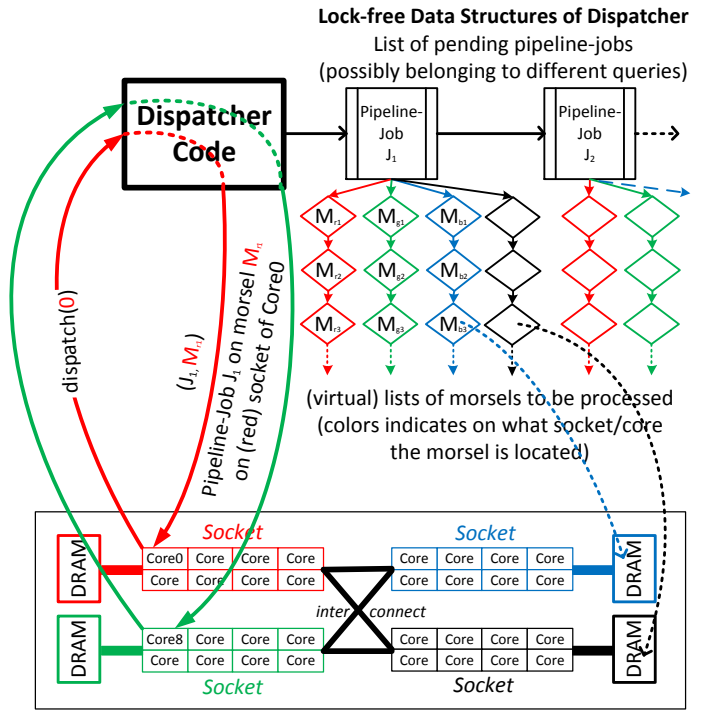 Lock-free Data Structures of Dispatcher
List of pending pipeline-jobs
(possibly belonging to different queries)
Dispatcher
Code
Pipeline-
Job
J₁
Pipeline-
Job
J₂
Mr1
Mg1
Mb1
Mr2
Mg2
Mb2
Mr3
Mg3
Mb3
dispatch(0)
(J₁, Mr1)
Pipeline-Job J₁ on morsel Mr1
on (red) socket of Core0
(virtual) lists of morsels to be processed
(colors indicates on what socket/core
the morsel is located)
Socket
Socket
DRAM
Core0 Core Core Core
Core Core Core Core
Core Core Core Core
Core Core Core Core
DRAM
inter connect
DRAM
Core8 Core Core Core
Core Core Core Core
Core Core Core Core
Core Core Core Core
DRAM
Socket
Socket